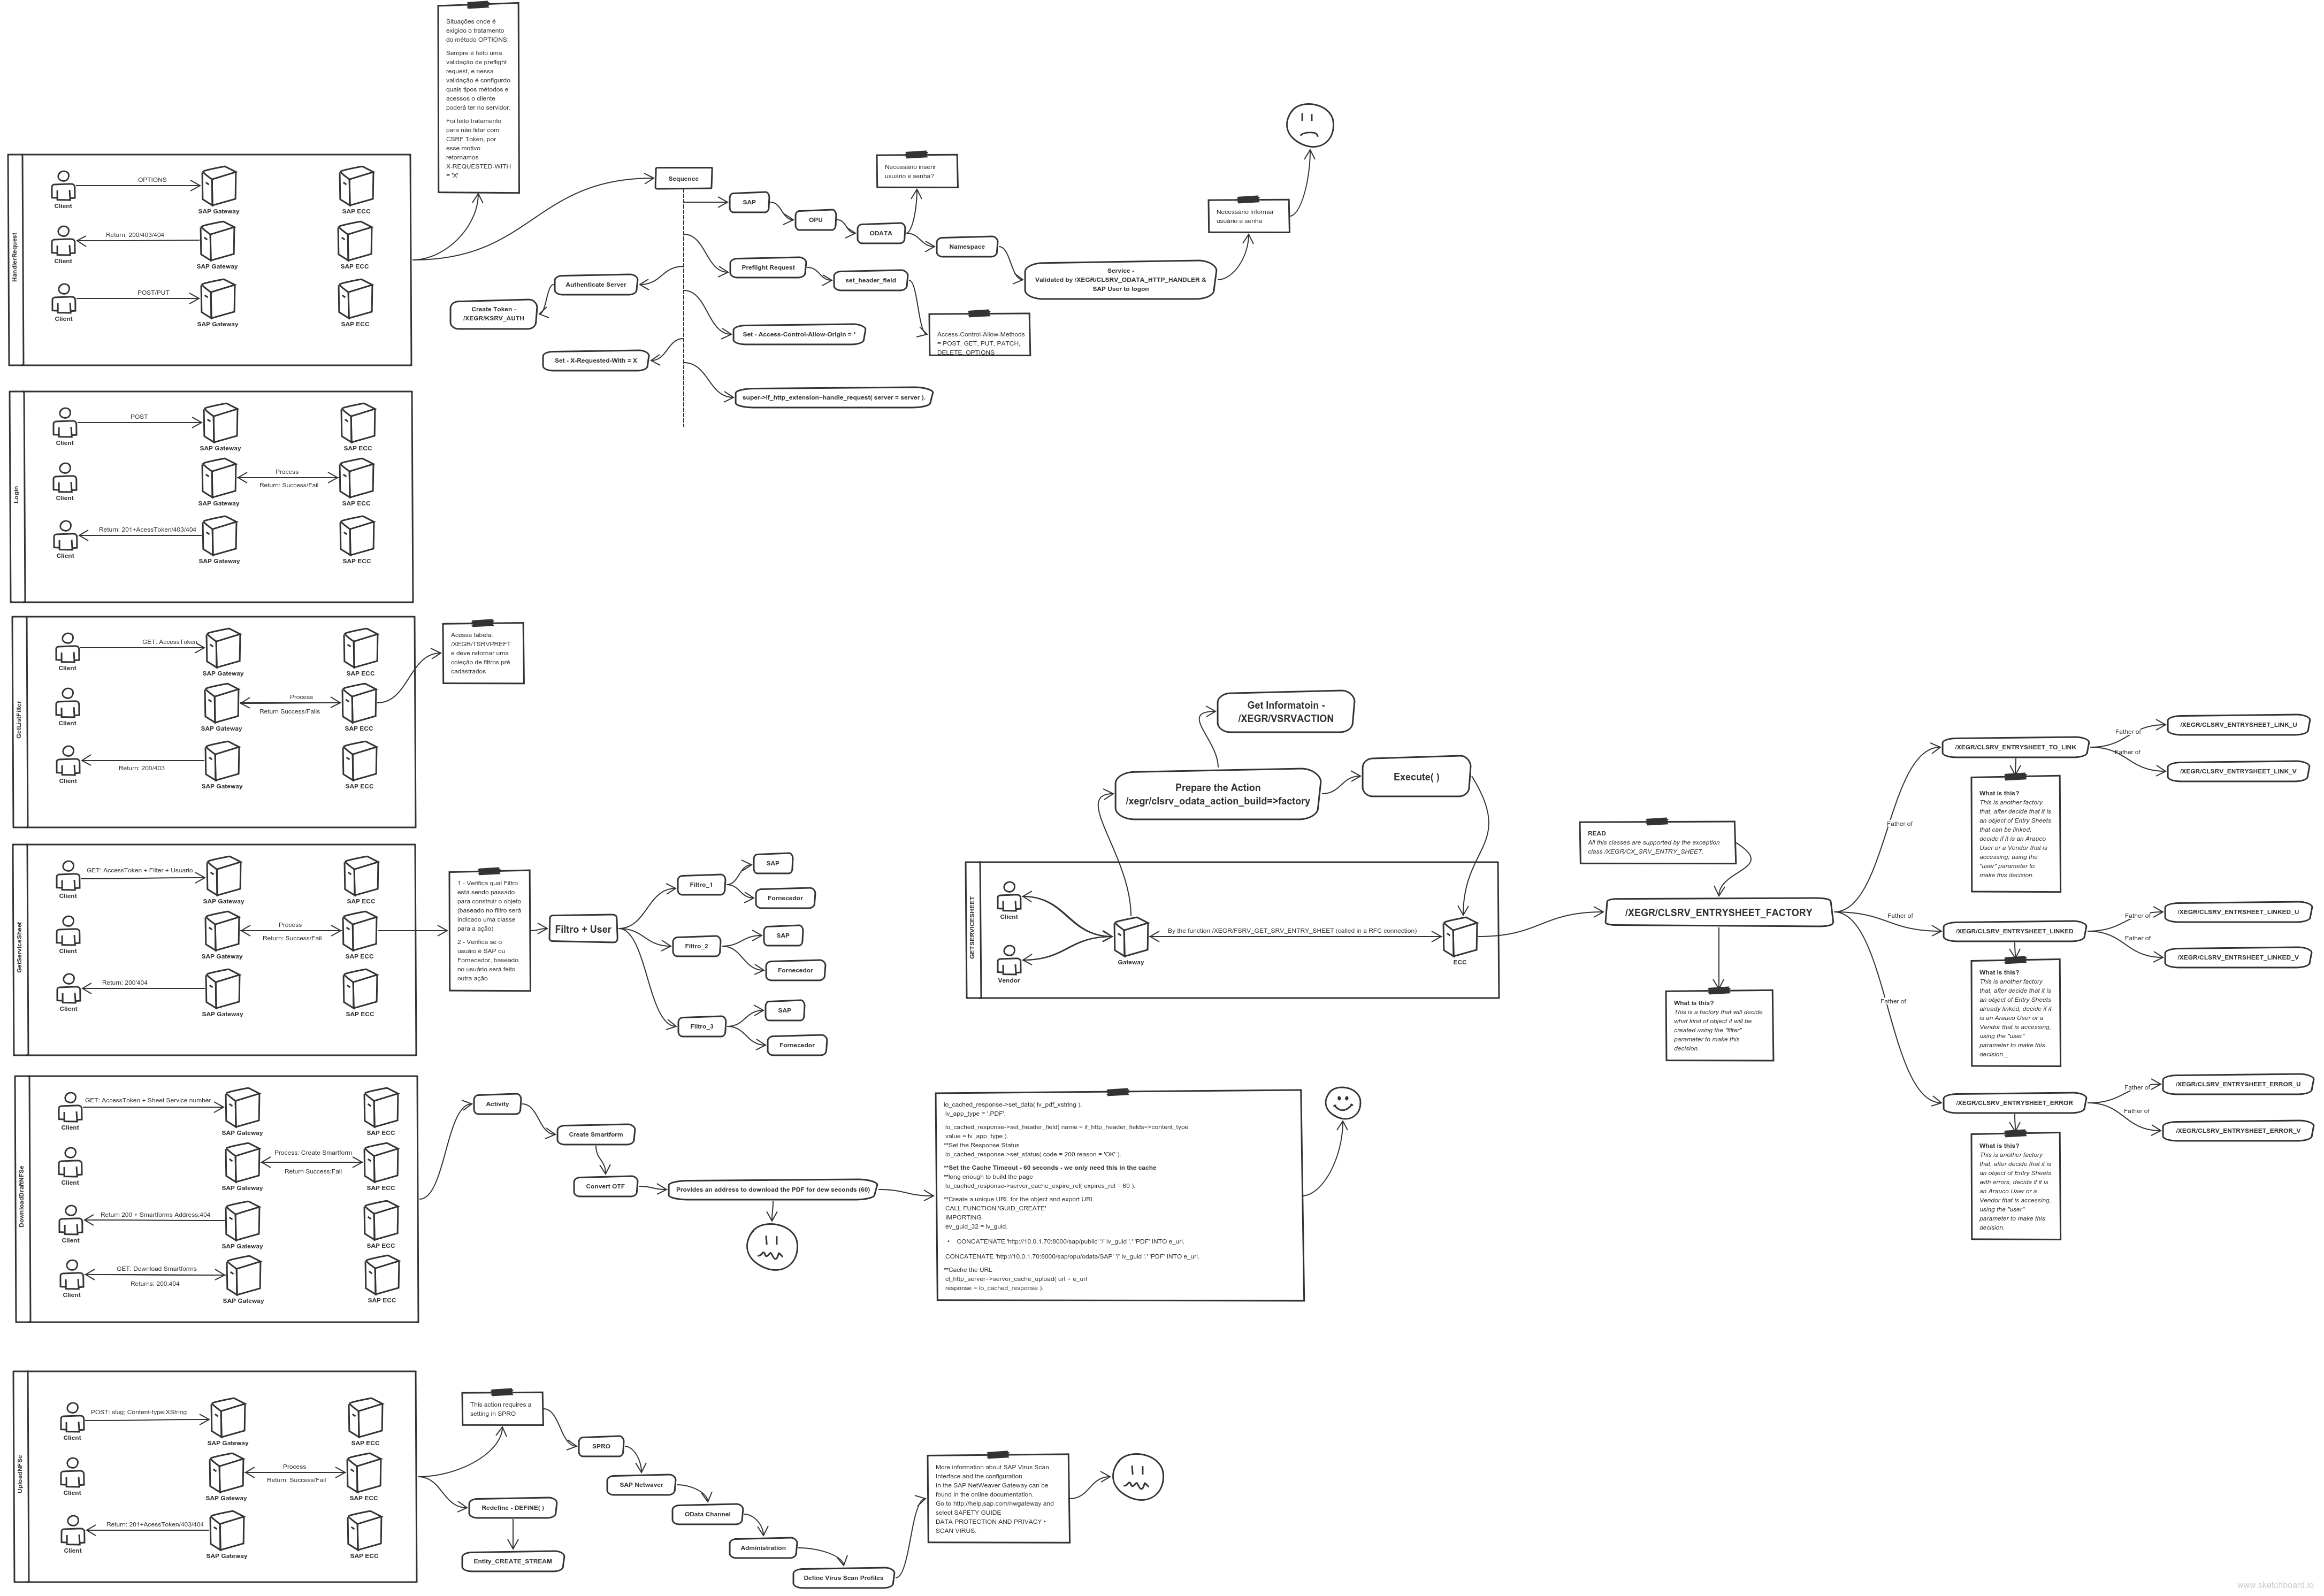 Situações onde é
exigido o tratamento
do método OPTIONS:
Sempre é feito uma
validação de preflight
request, e nessa
validação é configurdo
quais tipos métodos e
acessos o cliente
poderá ter no servidor.
Foi feito tratamento
para não lidar com
CSRF Token, por
esse motivo
retornamos
X-REQUESTED-WITH
= 'X'
HandlerRequest
OPTIONS
Client
SAP Gateway
SAP ECC
Return: 200/403/404
Client
SAP Gateway
SAP ECC
POST/PUT
Client
SAP Gateway
SAP ECC
Sequence
SAP
OPU
ODATA
Necessário inserir
usuário e senha?
Namespace
Service -
Validated by /XEGR/CLSRV_ODATA_HTTP_HANDLER &
SAP User to logon
Necessário informar
usuário e senha
Preflight Request
set_header_field
Access-Control-Allow-Methods
= POST, GET, PUT, PATCH,
DELETE, OPTIONS
Authenticate Server
Create Token -
/XEGR/KSRV_AUTH
Set - Access-Control-Allow-Origin = *
Set - X-Requested-With = X
super->if_http_extension~handle_request( server = server ).
Login
POST
Client
SAP Gateway
SAP ECC
Process
Return: Success/Fail
Client
SAP Gateway
SAP ECC
Return: 201+AcessToken/403/404
Client
SAP Gateway
SAP ECC
GetListFilter
GET: AccessToken
Client
SAP Gateway
SAP ECC
Process
Return Success/Fails
Client
SAP Gateway
SAP ECC
Return: 200/403
Client
SAP Gateway
SAP ECC
Acessa tabela:
/XEGR/TSRVPREFT
e deve retornar uma
coleção de filtros pré
cadastrados
GetServiceSheet
GET: AccessToken + Filter + Usuario
Client
SAP Gateway
SAP ECC
Process
Return: Success/Fail
Client
SAP Gateway
SAP ECC
Return: 200'404
Client
SAP Gateway
SAP ECC
1 - Verifica qual Filtro
está sendo passado
para construir o objeto
(baseado no filtro será
indicado uma classe
para a ação)
2 - Verifica se o
usuáio é SAP ou
Fornecedor, baseado
no usuário será feito
outra ação
Filtro + User
Filtro_1
SAP
Fornecedor
Filtro_2
SAP
Fornecedor
Filtro_3
SAP
Fornecedor
Get Informatoin -
/XEGR/VSRVACTION
Prepare the Action
/xegr/clsrv_odata_action_build=>factory
Execute( )
GETSERVICESHEET
Client
Vendor
Gateway
By the function /XEGR/FSRV_GET_SRV_ENTRY_SHEET (called in a RFC connection)
ECC
READ
All this classes are supported by the exception
class /XEGR/CX_SRV_ENTRY_SHEET.
/XEGR/CLSRV_ENTRYSHEET_FACTORY
What is this?
This is a factory that will decide
what kind of object it will be
created using the "filter"
parameter to make this
decision.
Father of
/XEGR/CLSRV_ENTRYSHEET_TO_LINK
Father of
/XEGR/CLSRV_ENTRYSHEET_LINK_U
Father of
/XEGR/CLSRV_ENTRYSHEET_LINK_V
What is this?
This is another factory
that, after decide that it is
an object of Entry Sheets
that can be linked,
decide if it is an Arauco
User or a Vendor that is
accessing, using the
"user" parameter to
make this decision.
Father of
/XEGR/CLSRV_ENTRYSHEET_LINKED
Father of
/XEGR/CLSRV_ENTRSHEET_LINKED_U
Father of
/XEGR/CLSRV_ENTRYSHEET_LINKED_V
What is this?
This is another factory
that, after decide that it is
an object of Entry Sheets
already linked, decide if it
is an Arauco User or a
Vendor that is accessing,
using the "user"
parameter to make this
decision._
Father of
/XEGR/CLSRV_ENTRYSHEET_ERROR
Father of
/XEGR/CLSRV_ENTRYSHEET_ERROR_U
Father of
/XEGR/CLSRV_ENTRYSHEET_ERROR_V
What is this?
This is another factory
that, after decide that it is
an object of Entry Sheets
with errors, decide if it is
an Arauco User or a
Vendor that is accessing,
using the "user"
parameter to make this
decision.
DownloadDraftNFSe
GET: AccessToken + Sheet Service number
Client
SAP Gateway
SAP ECC
Process: Create Smartform
Return Success;Fail
Client
SAP Gateway
SAP ECC
Return 200 + Smartforms Address;404
Client
SAP Gateway
SAP ECC
GET: Download Smartforms
Returns: 200:404
Client
SAP Gateway
SAP ECC
Activity
Create Smartform
Convert OTF
Provides an address to download the PDF for dew seconds (60)
lo_cached_response->set_data( lv_pdf_xstring ).
lv_app_type = '.PDF'.
lo_cached_response->set_header_field( name = if_http_header_fields=>content_type
value = lv_app_type ).
**Set the Response Status
lo_cached_response->set_status( code = 200 reason = 'OK' ).
**Set the Cache Timeout - 60 seconds - we only need this in the cache
**long enough to build the page
lo_cached_response->server_cache_expire_rel( expires_rel = 60 ).
**Create a unique URL for the object and export URL
CALL FUNCTION 'GUID_CREATE'
IMPORTING
ev_guid_32 = lv_guid.
• CONCATENATE 'http://10.0.1.70:8000/sap/public' '/' lv_guid '.' 'PDF' INTO e_url.
CONCATENATE 'http://10.0.1.70:8000/sap/opu/odata/SAP' '/' lv_guid '.' 'PDF' INTO e_url.
**Cache the URL
cl_http_server=>server_cache_upload( url = e_url
response = lo_cached_response ).
UploadNFSe
POST: slug; Content-type;XString
Client
SAP Gateway
SAP ECC
Process
Return: Success/Fail
Client
SAP Gateway
SAP ECC
Return: 201+AcessToken/403/404
Client
SAP Gateway
SAP ECC
This action requires a
setting in SPRO
SPRO
SAP Netwaver
OData Channel
Administration
Define Virus Scan Profiles
Redefine - DEFINE( )
Entity_CREATE_STREAM
More information about SAP Virus Scan
Interface and the configuration
In the SAP NetWeaver Gateway can be
found in the online documentation.
Go to http://help.sap.com/nwgateway and
select SAFETY GUIDE
DATA PROTECTION AND PRIVACY •
SCAN VIRUS.
www.sketchboard.io